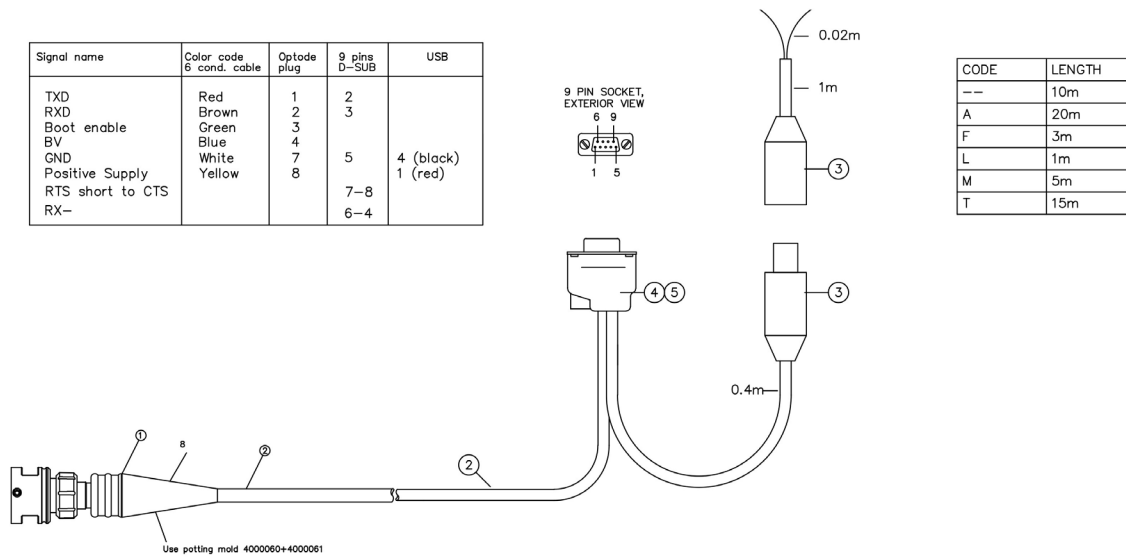 0.02m
Signal name Color code 6 cond. cable Optode plug 9 pins D-SUB USB
TXD Red 1 2
RXD Brown 2 3
Boot enable Green 3
BV Blue 4
GND White 7 5 4 (black)
Positive Supply Yellow 8 1 (red)
RTS short to CTS 7-8
RX- 6-4
9 PIN SOCKET,
EXTERIOR VIEW
6 9
1 5
1m
3
CODE LENGTH
-- 10m
A 20m
F 3m
L 1m
M 5m
T 15m
4 5
3
0.4m
1
8
2
2
Use potting mold 4000060+4000061